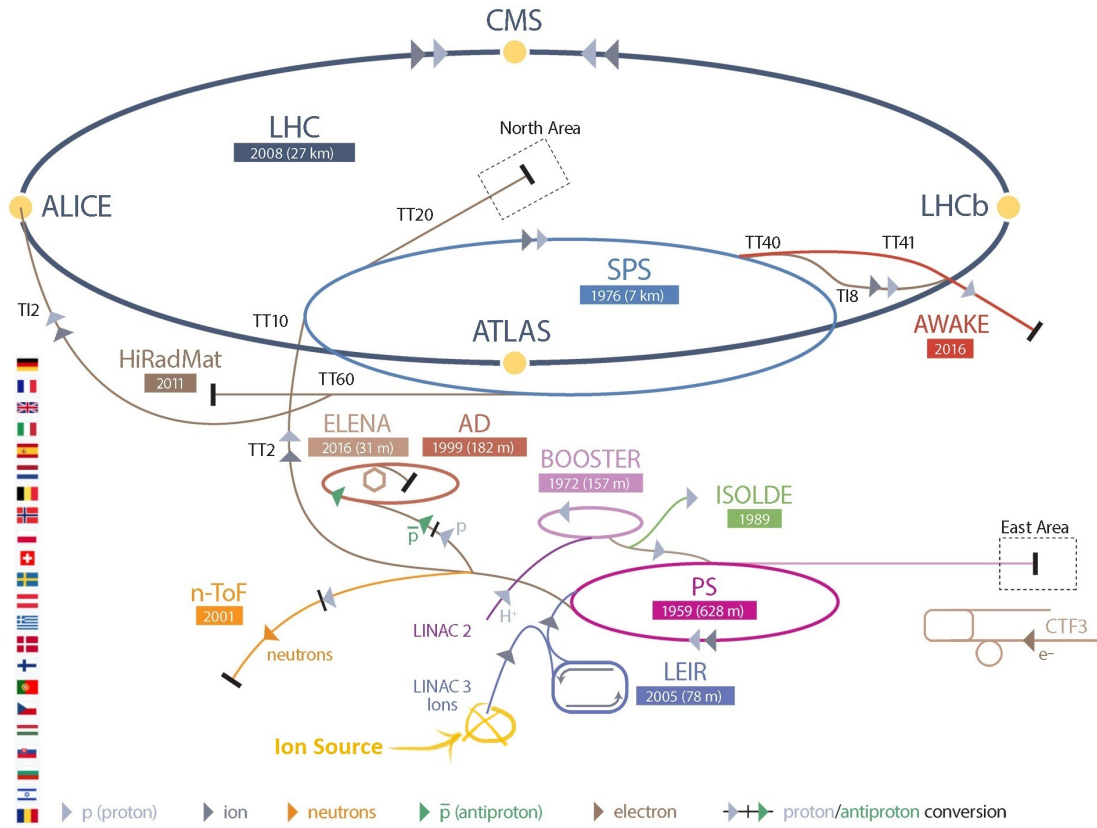 CMS
LHC
2008 (27 km)
North Area
ALICE
TT20
LHCb
TT40
TT41
SPS
1976 (7 km)
TI2
TI8
TT10
ATLAS
AWAKE
2016
HiRadMat
2011
TT60
ELENA
2016 (31 m)
AD
1999 (182 m)
TT2
BOOSTER
1972 (157 m)
ISOLDE
1989
p
p̅
East Area
n-ToF
2001
PS
1959 (628 m)
H+
LINAC 2
neutrons
CTF3
e–
LEIR
2005 (78 m)
LINAC 3
Ions
Ion Source
p (proton)
ion
neutrons
p̅ (antiproton)
electron
proton/antiproton conversion